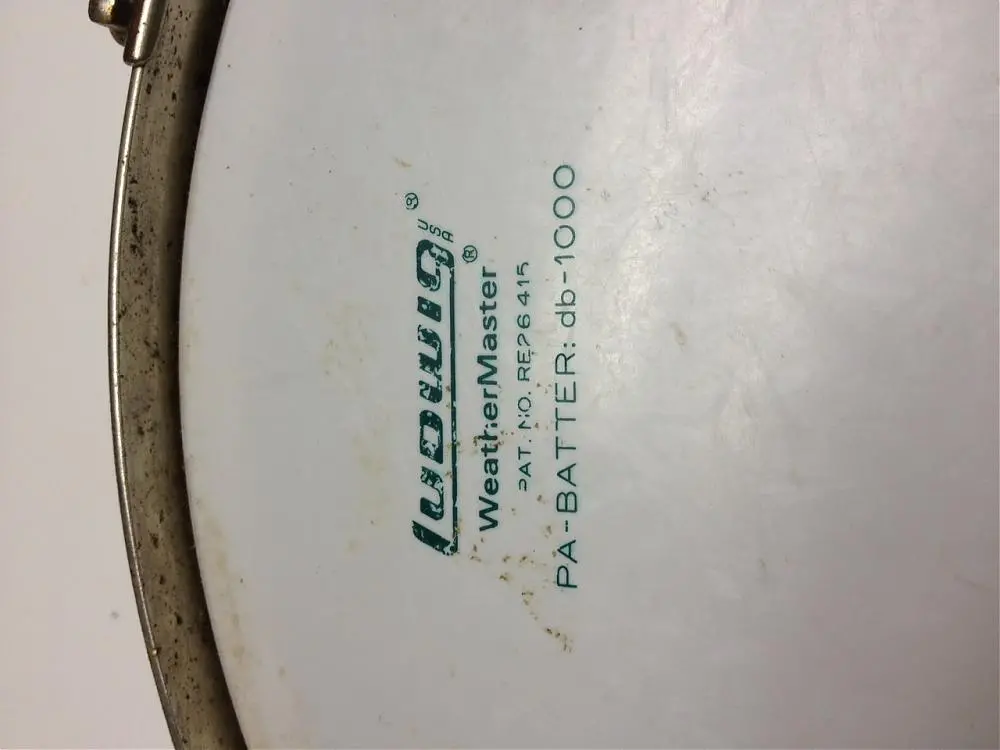 Ludwig USA ®
WeatherMaster ®
PAT. NO. RE26415
PA-BATTER: db-1000